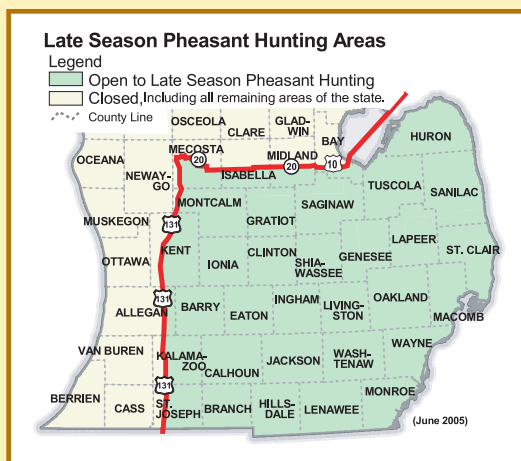 Late Season Pheasant Hunting Areas
Legend
Open to Late Season Pheasant Hunting
Closed, Including all remaining areas of the state.
County Line
OSCEOLA
CLARE
GLAD-
WIN
BAY
HURON
OCEANA
MECOSTA
20
MIDLAND
20
10
ISABELLA
NEWAY-
GO
TUSCOLA
SANILAC
MONTCALM
SAGINAW
GRATIOT
MUSKEGON
131
KENT
LAPEER
ST. CLAIR
OTTAWA
IONIA
CLINTON
SHIA-
WASSEE
GENESEE
131
ALLEGAN
BARRY
EATON
INGHAM
LIVING-
STON
OAKLAND
MACOMB
VAN BUREN
KALAMA-
ZOO
CALHOUN
JACKSON
WASH-
TENAW
WAYNE
131
BERRIEN
CASS
ST.
JOSEPH
BRANCH
HILLS-
DALE
LENAWEE
MONROE
(June 2005)